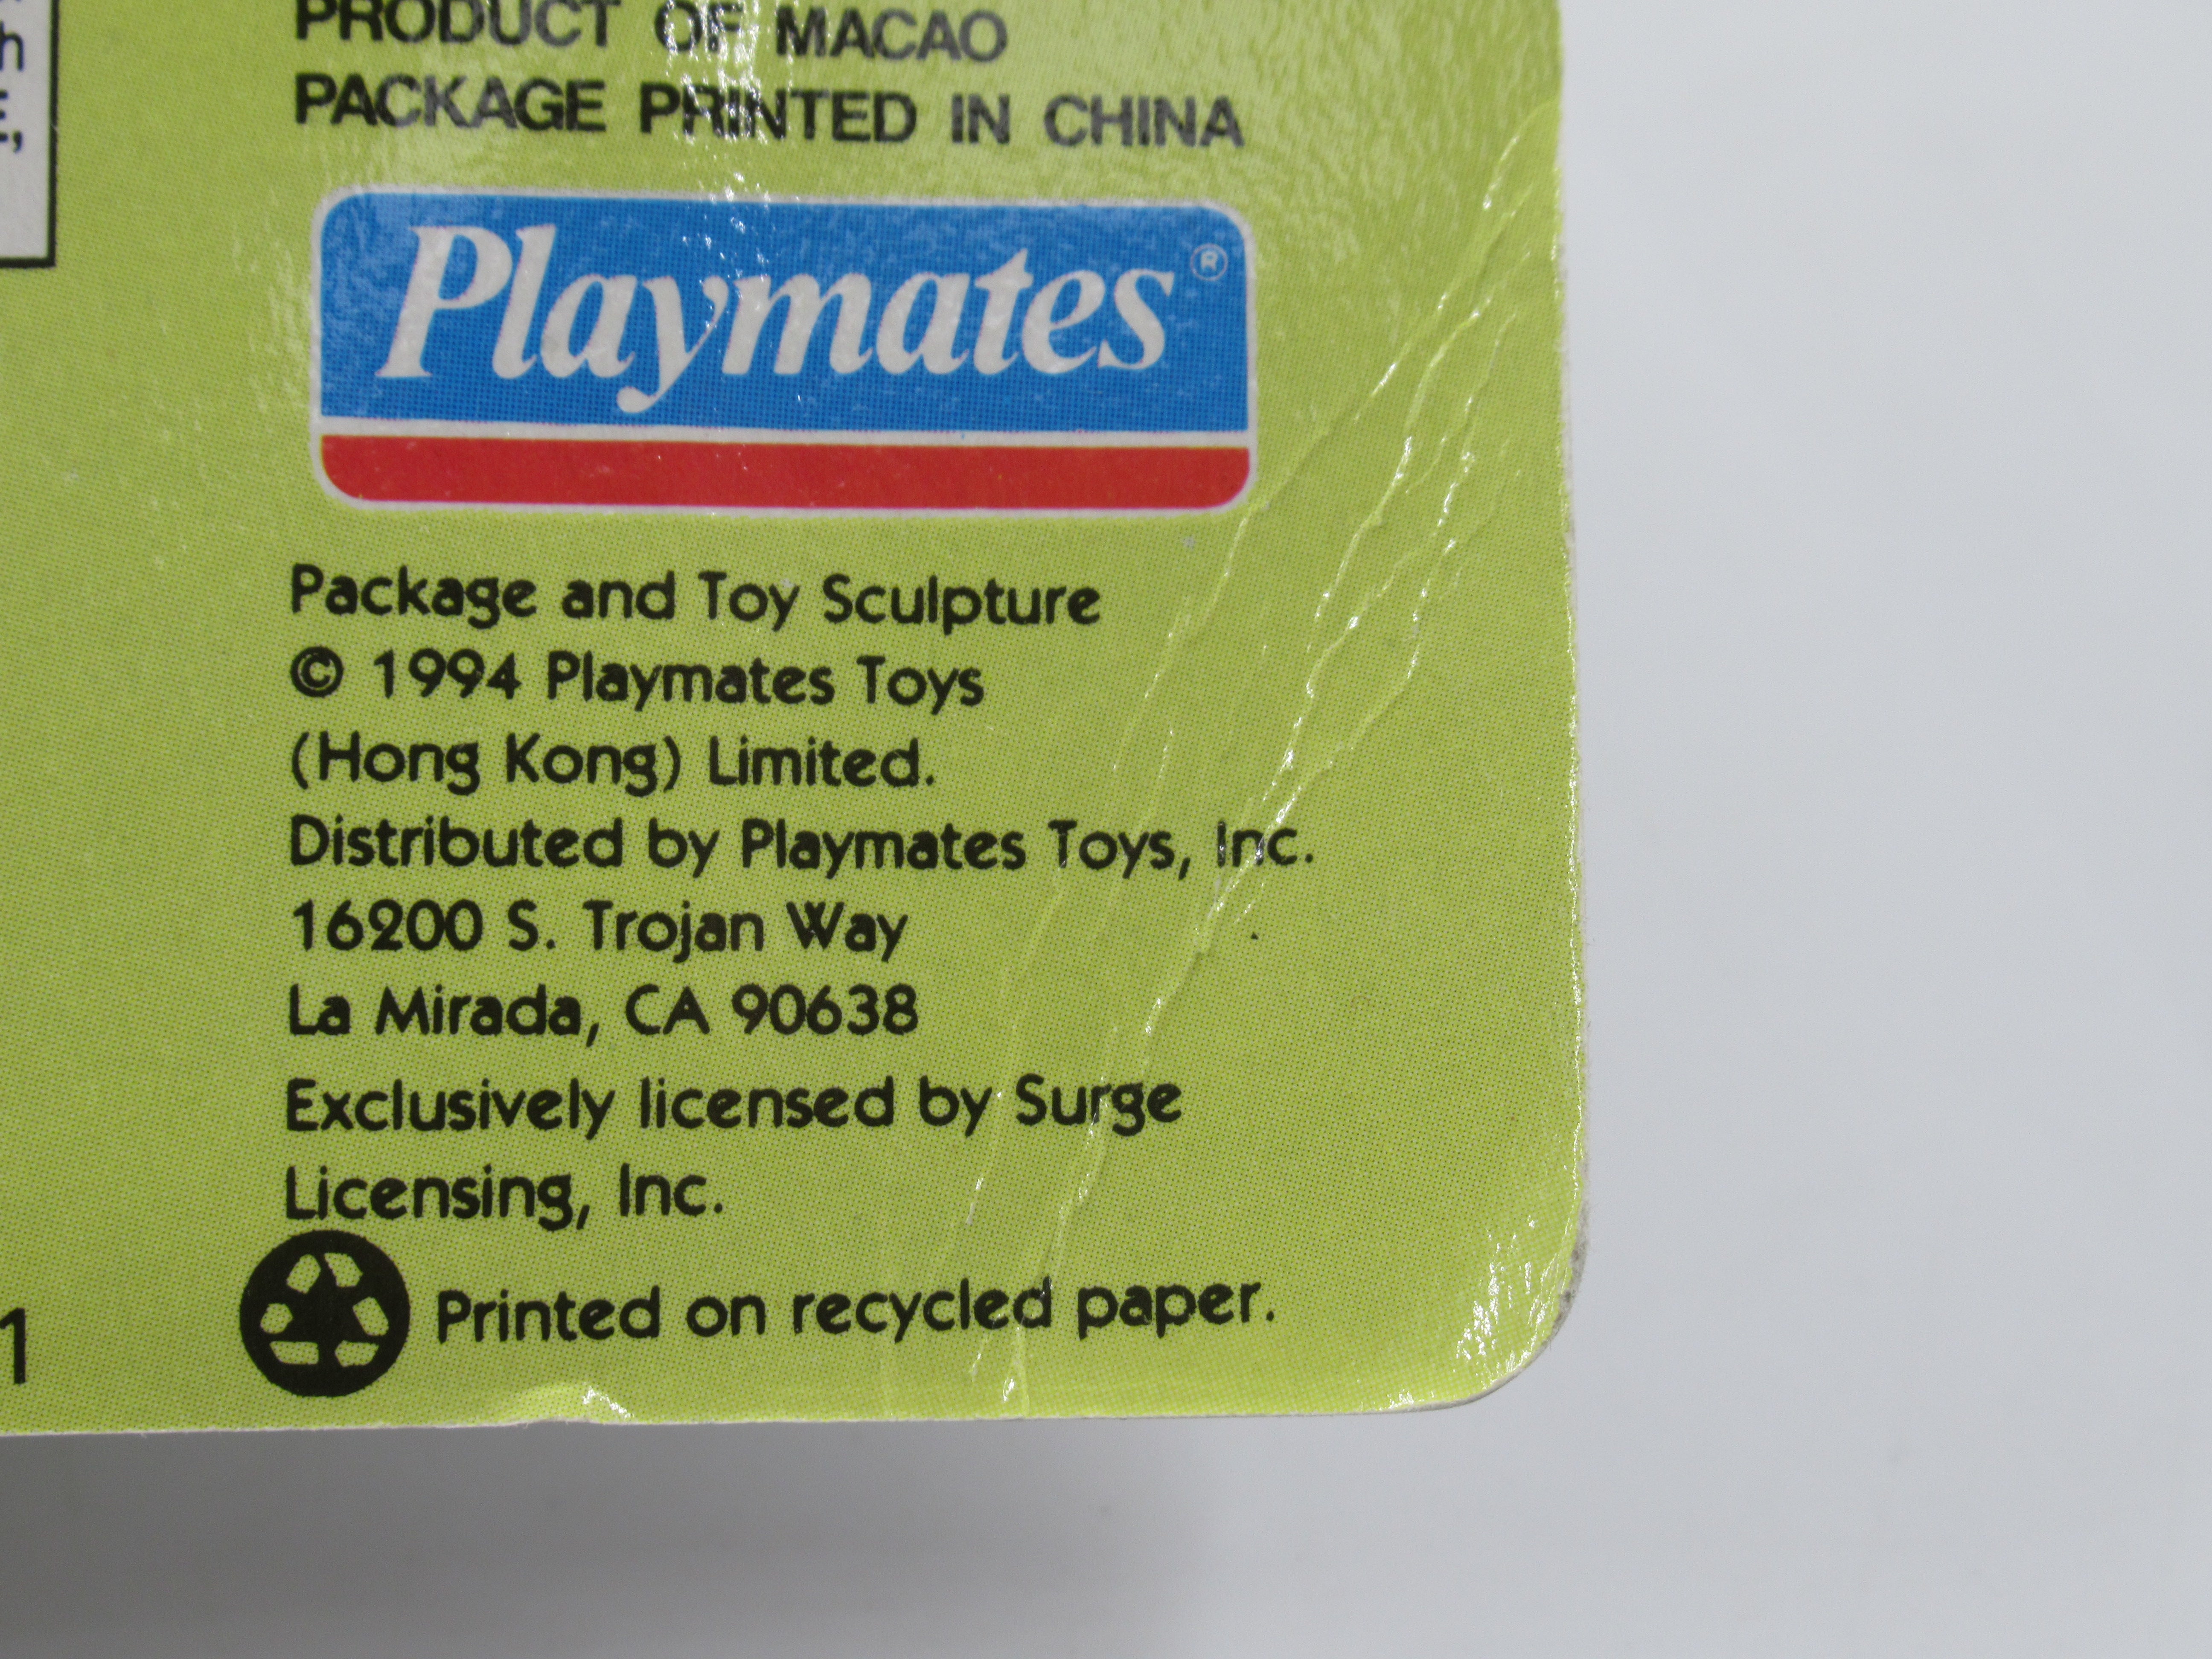 h
E,
PRODUCT OF MACAO
PACKAGE PRINTED IN CHINA
Playmates®
Package and Toy Sculpture
© 1994 Playmates Toys
(Hong Kong) Limited.
Distributed by Playmates Toys, Inc.
16200 S. Trojan Way
La Mirada, CA 90638
Exclusively licensed by Surge
Licensing, Inc.
Printed on recycled paper.
1